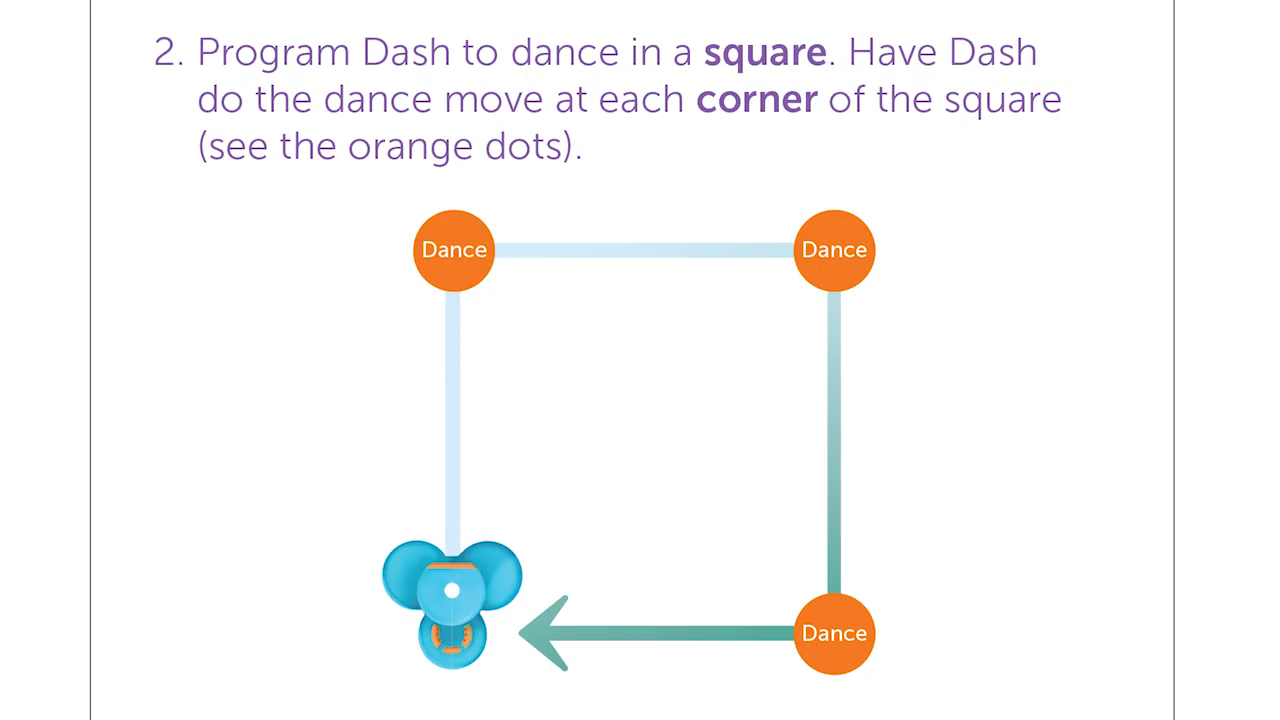 2. Program Dash to dance in a square. Have Dash
do the dance move at each corner of the square
(see the orange dots).
Dance
Dance
Dance